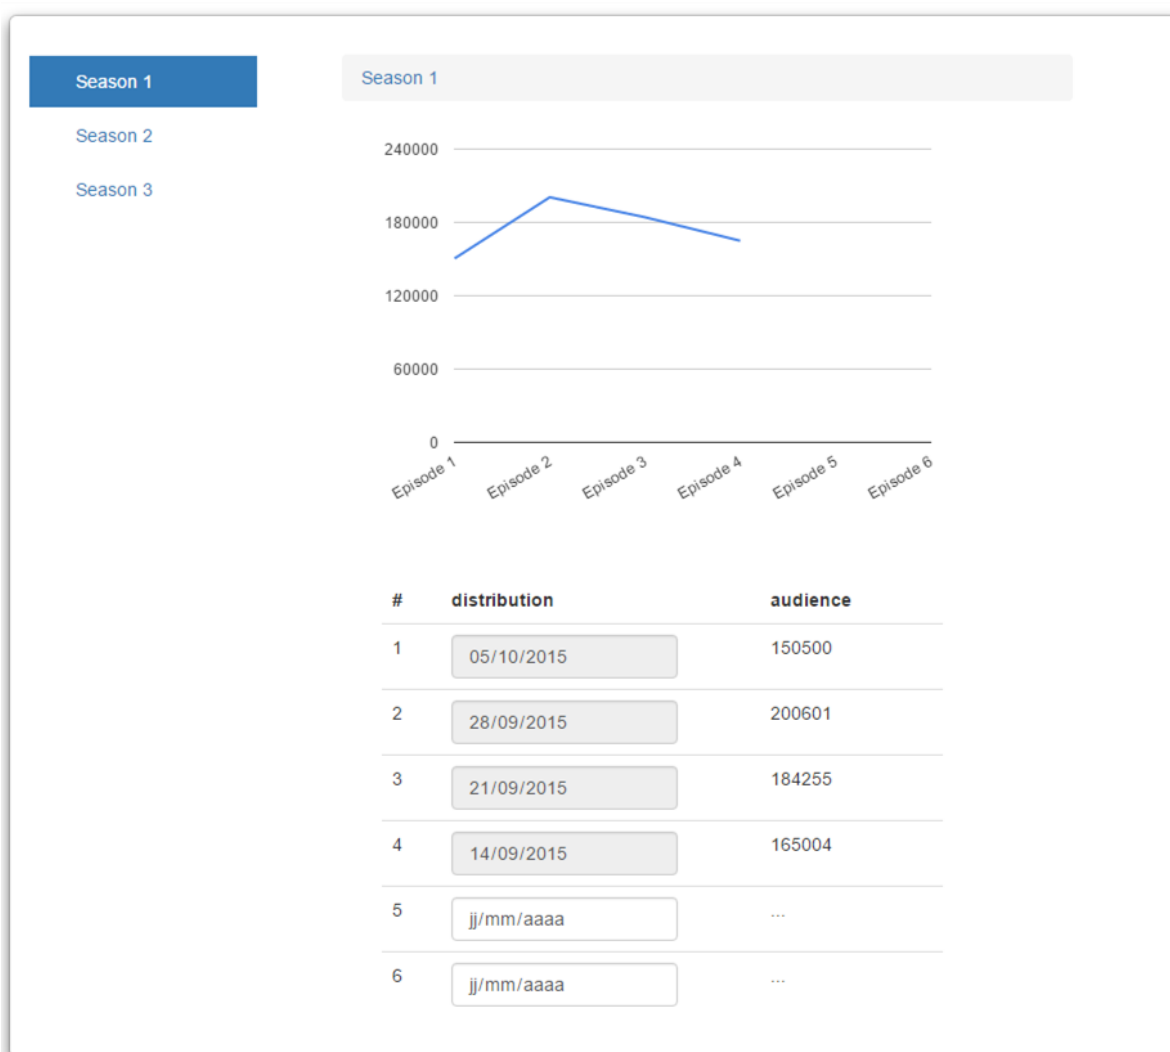 Season 1
Season 2
Season 3
Season 1
240000
180000
120000
60000
0
Episode 1 Episode 2 Episode 3 Episode 4 Episode 5 Episode 6
# distribution audience
1 05/10/2015 150500
2 28/09/2015 200601
3 21/09/2015 184255
4 14/09/2015 165004
5 jj/mm/aaaa ...
6 jj/mm/aaaa ...